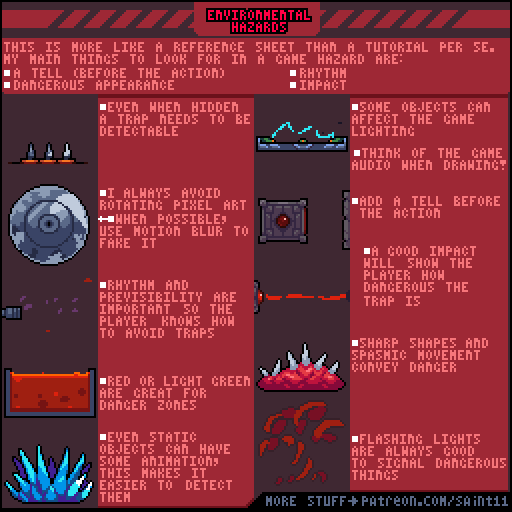 ENVIRONMENTAL
HAZARDS
THIS IS MORE LIKE A REFERENCE SHEET THAN A TUTORIAL PER SE.
MY MAIN THINGS TO LOOK FOR IN A GAME HAZARD ARE:
A TELL (BEFORE THE ACTION)
DANGEROUS APPEARANCE
RHYTHM
IMPACT
EVEN WHEN HIDDEN
A TRAP NEEDS TO BE
DETECTABLE
I ALWAYS AVOID
ROTATING PIXEL ART
WHEN POSSIBLE,
USE MOTION BLUR TO
FAKE IT
RHYTHM AND
PREVISIBILITY ARE
IMPORTANT SO THE
PLAYER KNOWS HOW
TO AVOID TRAPS
RED OR LIGHT GREEN
ARE GREAT FOR
DANGER ZONES
EVEN STATIC
OBJECTS CAN HAVE
SOME ANIMATION,
THIS MAKES IT
EASIER TO DETECT
THEM
SOME OBJECTS CAN
AFFECT THE GAME
LIGHTING
THINK OF THE GAME
AUDIO WHEN DRAWING?
ADD A TELL BEFORE
THE ACTION
A GOOD IMPACT
WILL SHOW THE
PLAYER HOW
DANGEROUS THE
TRAP IS
SHARP SHAPES AND
SPASMIC MOVEMENT
CONVEY DANGER
FLASHING LIGHTS
ARE ALWAYS GOOD
TO SIGNAL DANGEROUS
THINGS
MORE STUFF→PATREON.COM/SAINT11